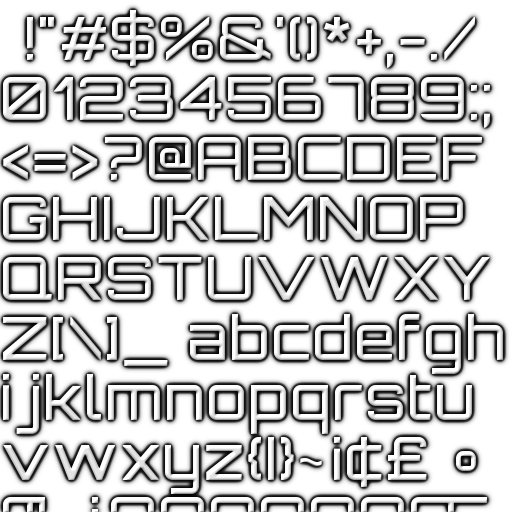 !"#$%&'()*+,-./
0123456789:;
<=>?@ABCDEF
GHIJKLMNOP
QRSTUVWXY
Z[\]_ abcdefgh
ijklmnopqrstu
vwxyz{|}~¡¢£ ¤